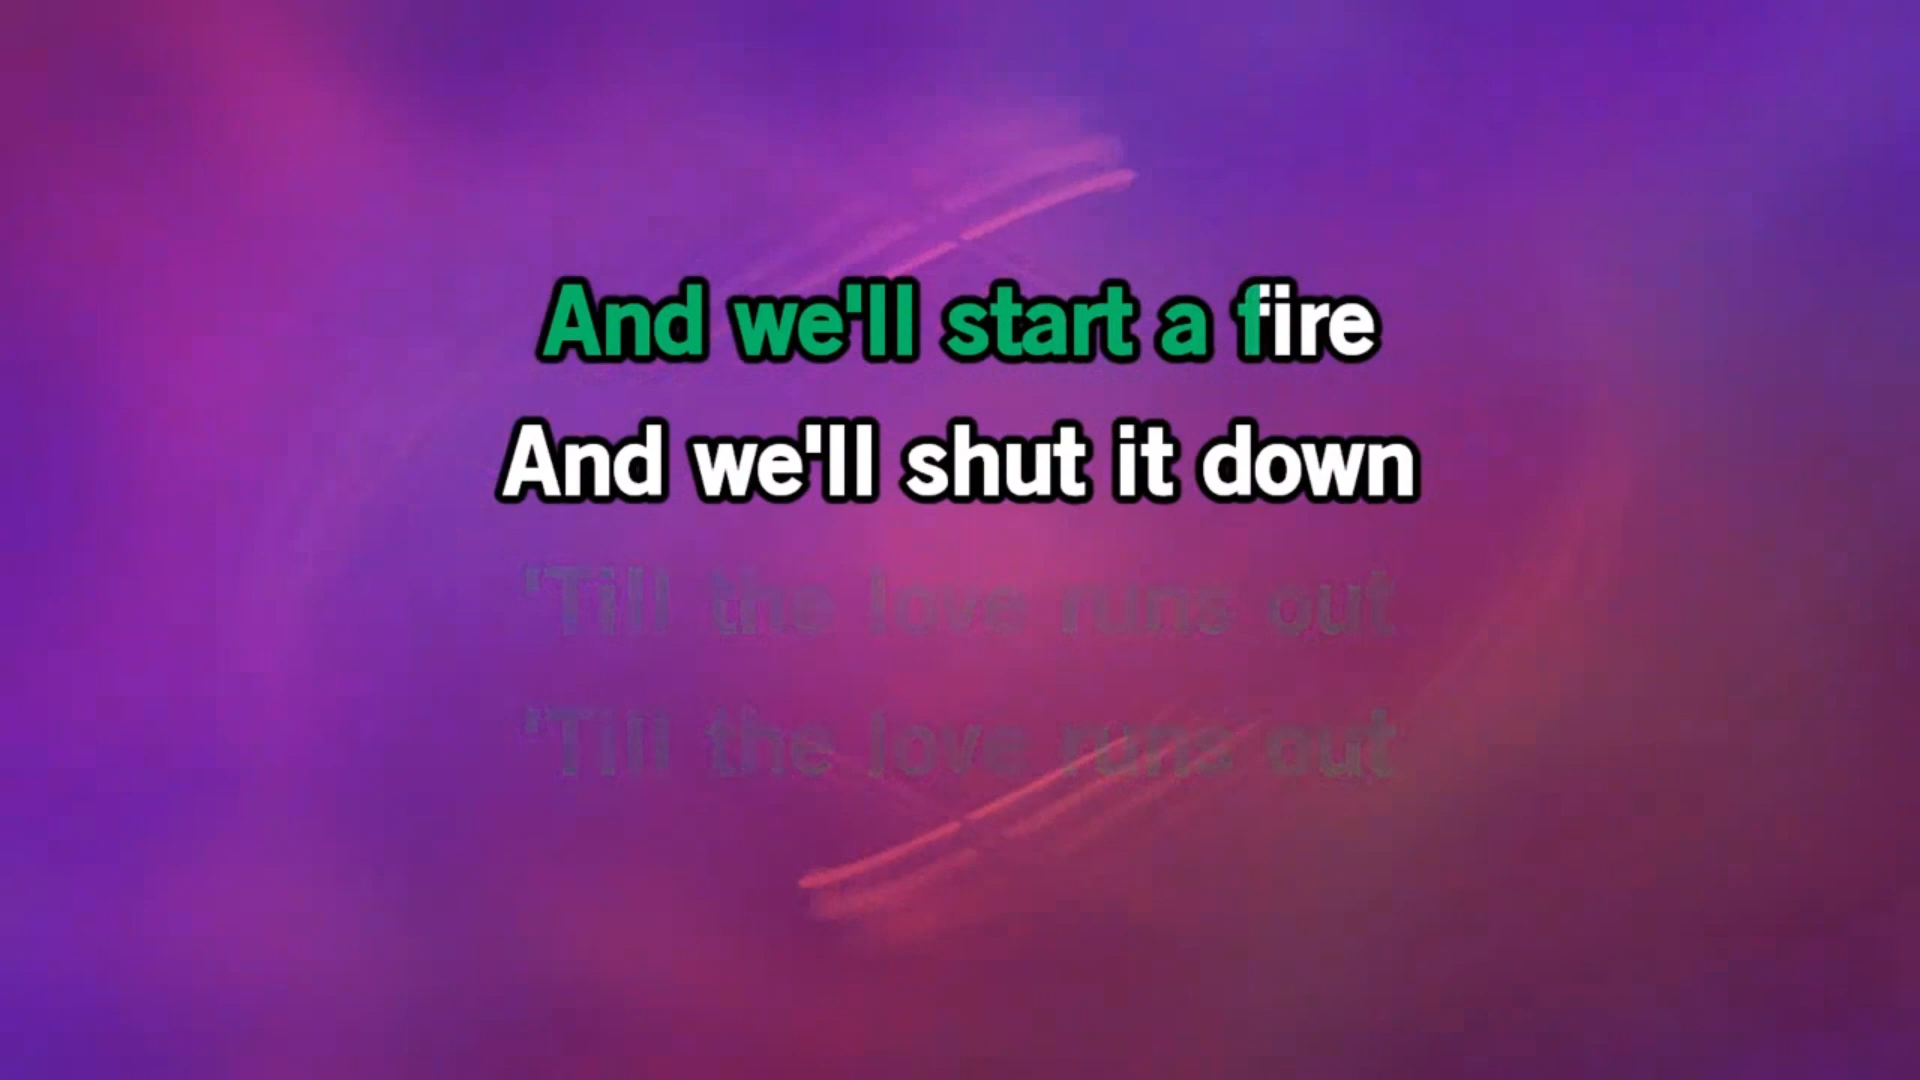 And we'll start a fire
And we'll shut it down
'Till the love runs out
'Till the love runs out